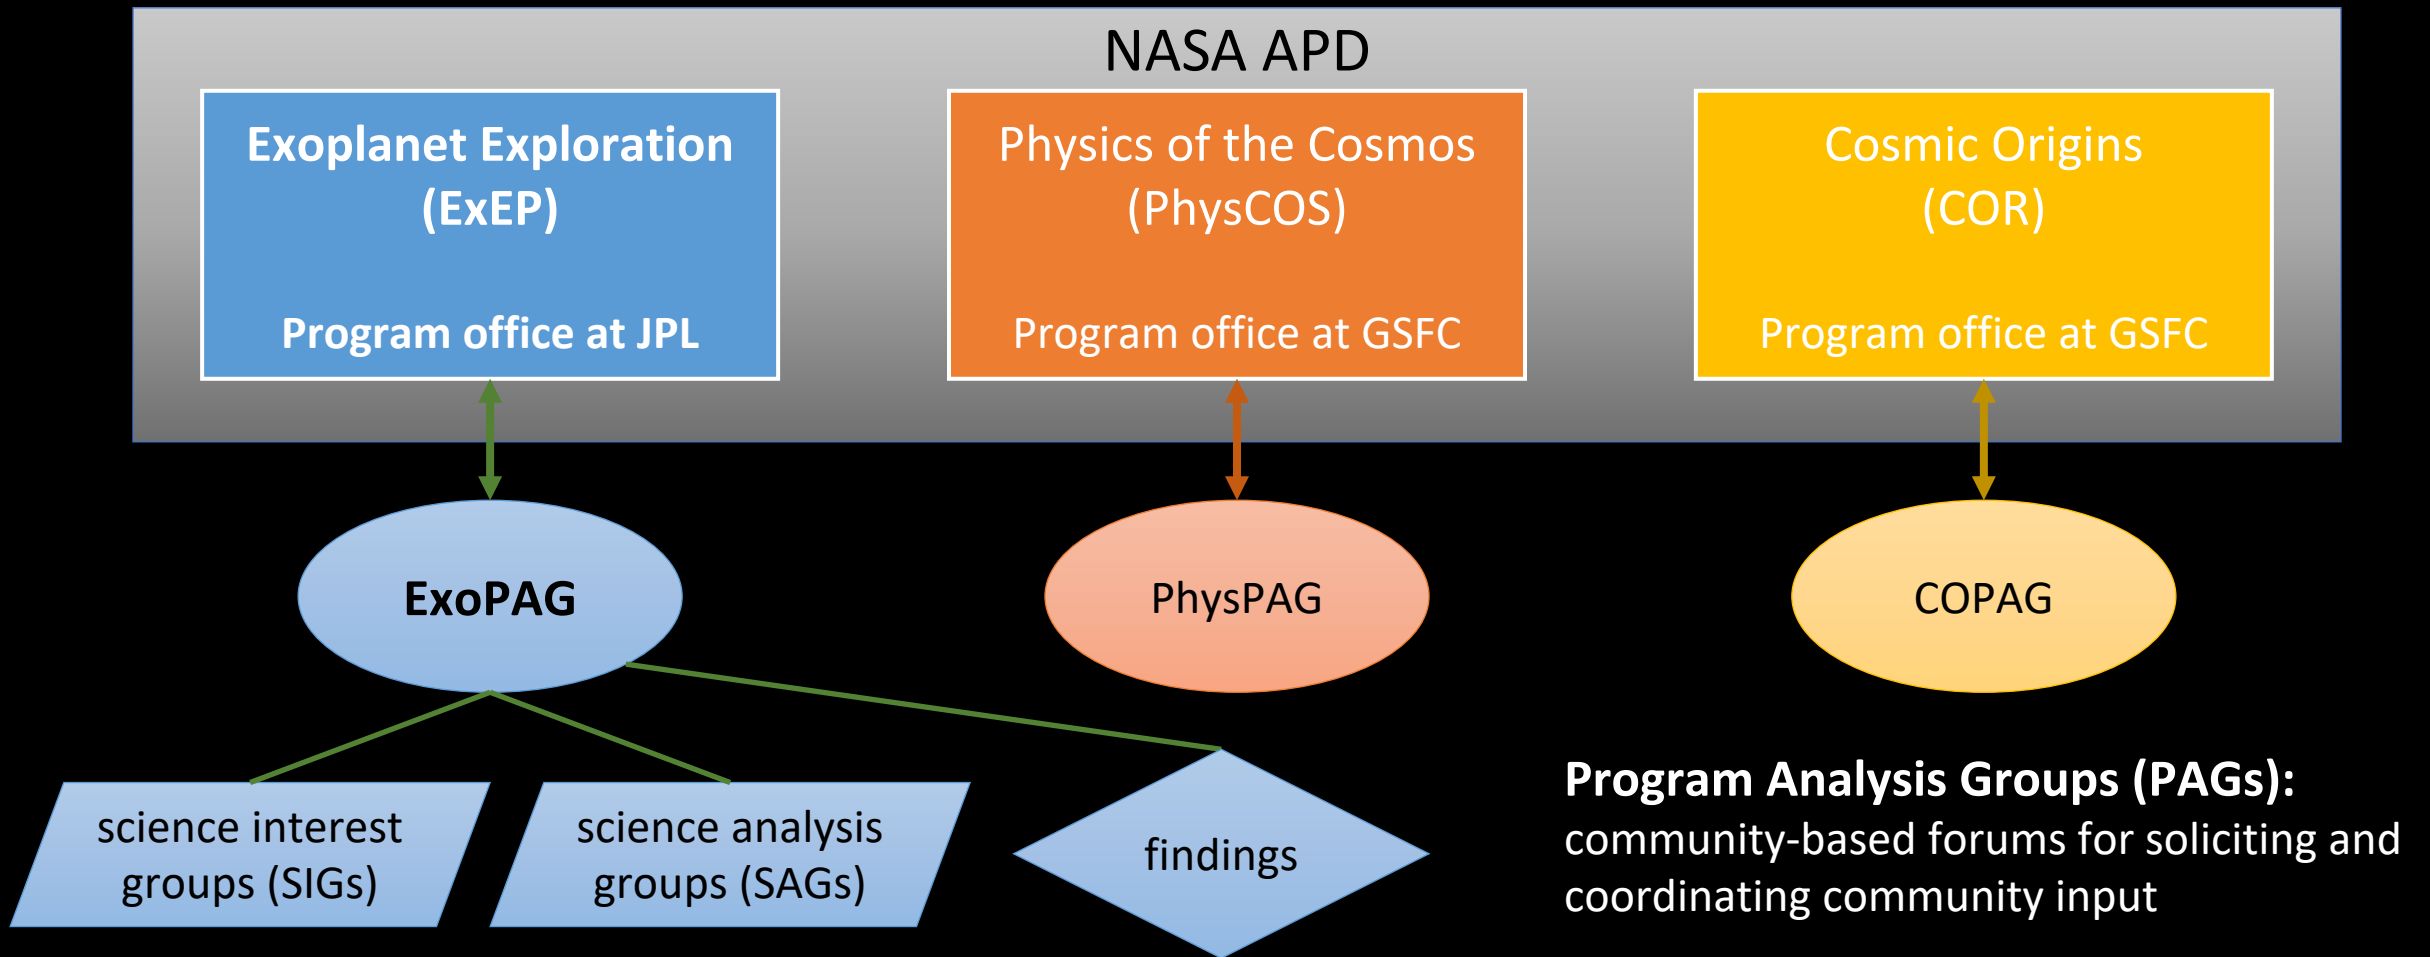 NASA APD
Exoplanet Exploration
(ExEP)
Program office at JPL
Physics of the Cosmos
(PhysCOS)
Program office at GSFC
Cosmic Origins
(COR)
Program office at GSFC
ExoPAG
PhysPAG
COPAG
science interest
groups (SIGs)
science analysis
groups (SAGs)
findings
Program Analysis Groups (PAGs):
community-based forums for soliciting and
coordinating community input